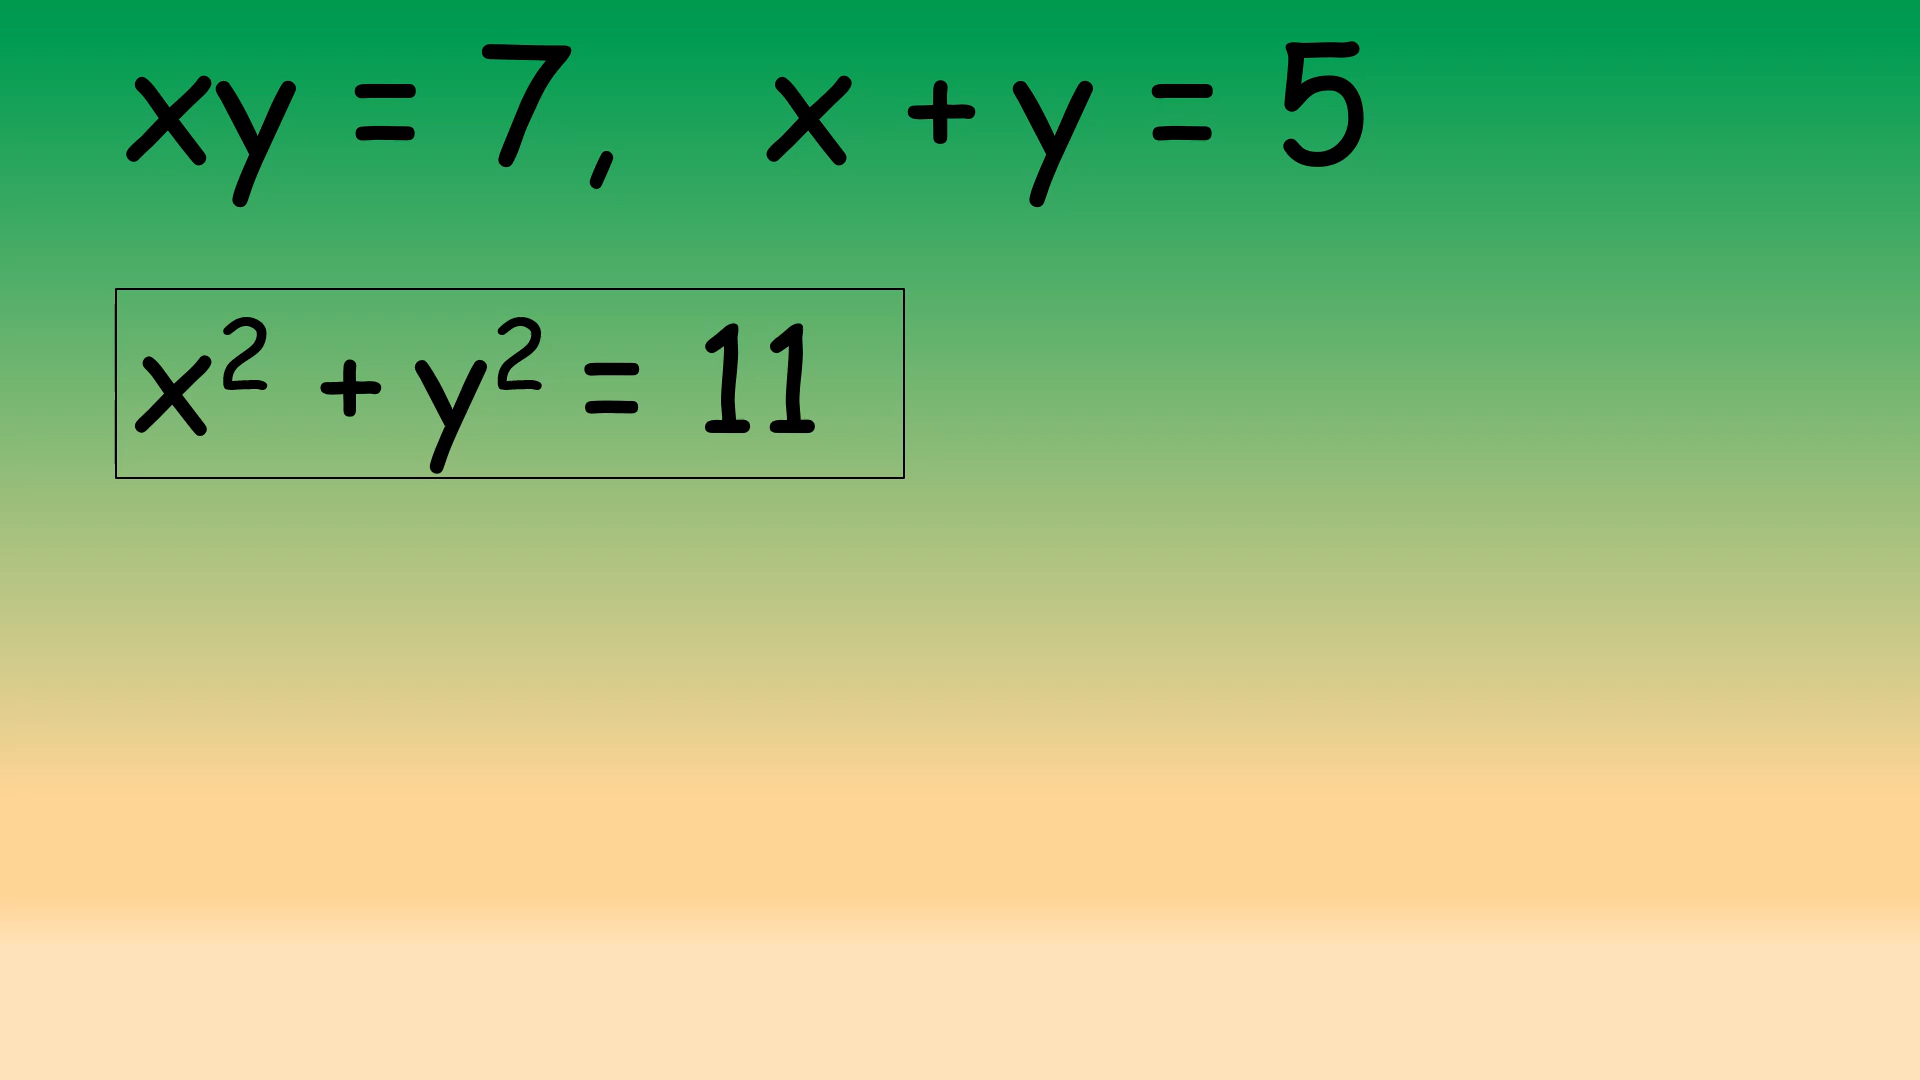 xy = 7, x + y = 5
x² + y² = 11